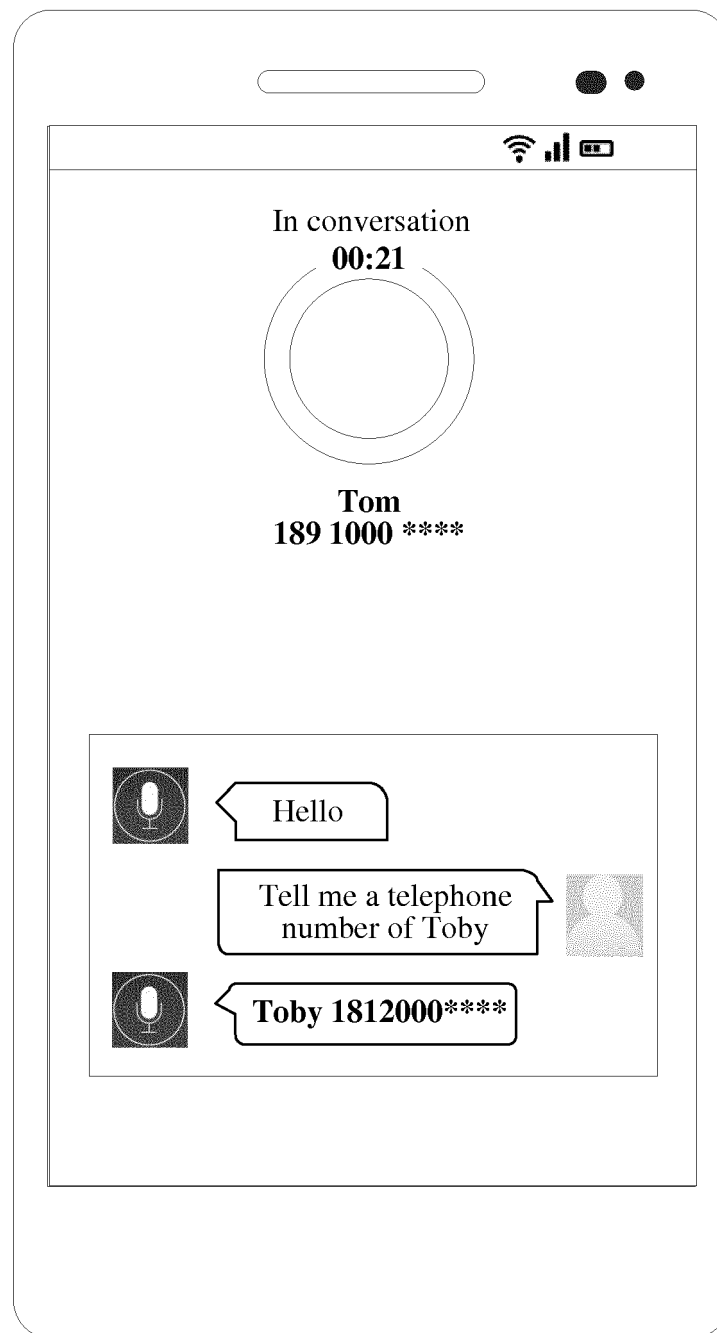 In conversation
00:21
Tom
189 1000 ****
Hello
Tell me a telephone
number of Toby
Toby 1812000****